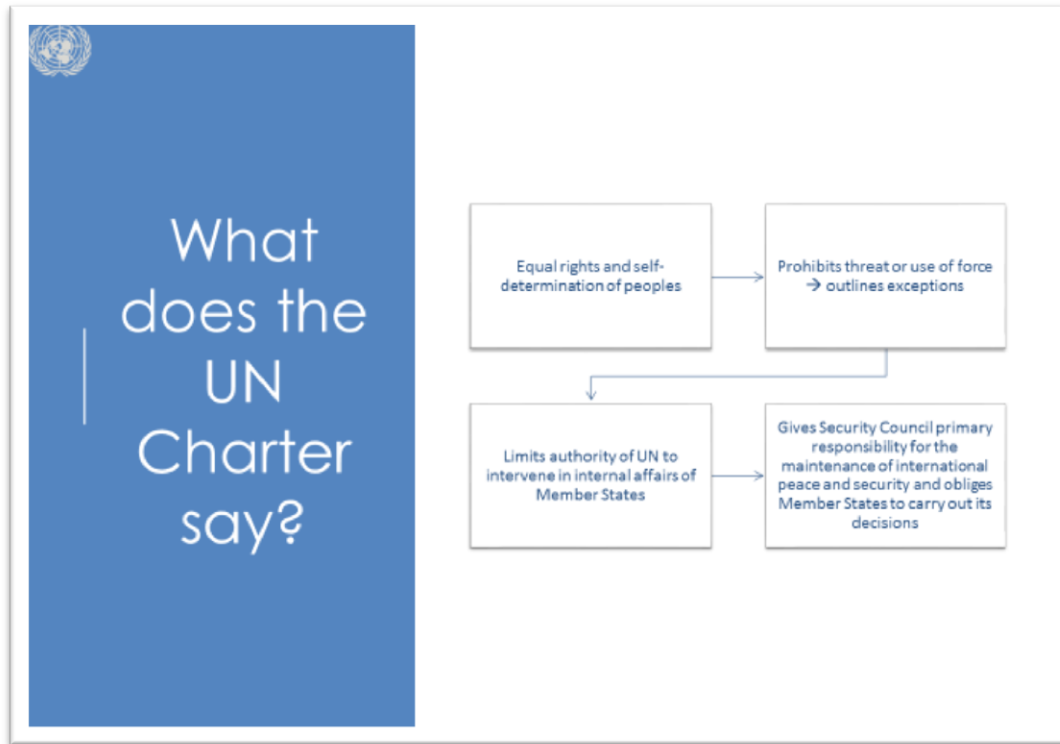 What
does the
UN
Charter
say?
Equal rights and self-
determination of peoples
Prohibits threat or use of force
→ outlines exceptions
Limits authority of UN to
intervene in internal affairs of
Member States
Gives Security Council primary
responsibility for the
maintenance of international
peace and security and obliges
Member States to carry out its
decisions